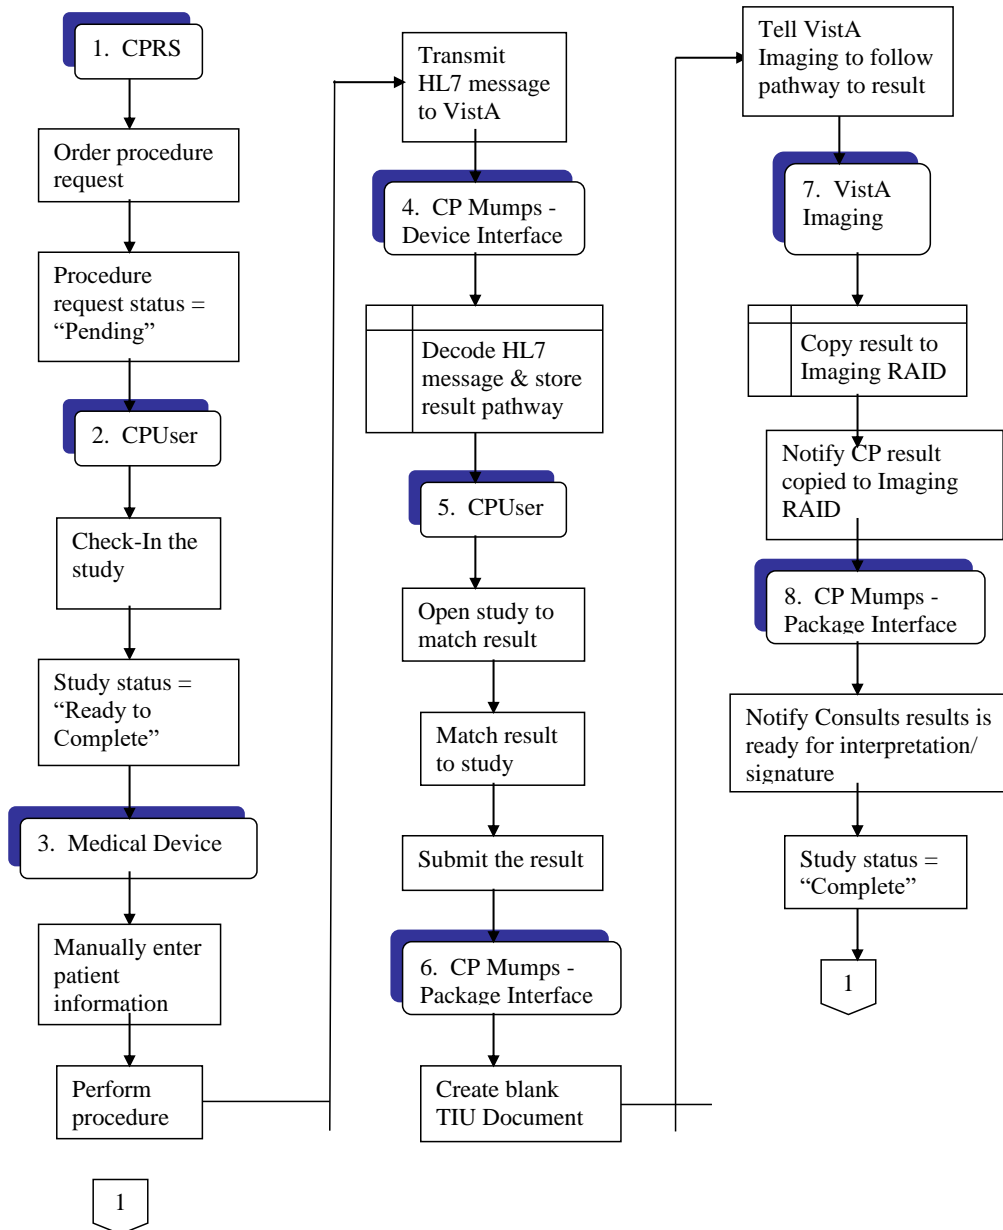 1. CPRS
Order procedure
request
Procedure
request status =
“Pending”
2. CPUser
Check-In the
study
Study status =
“Ready to
Complete”
3. Medical Device
Manually enter
patient
information
Perform
procedure
1
Transmit
HL7 message
to VistA
4. CP Mumps -
Device Interface
Decode HL7
message & store
result pathway
5. CPUser
Open study to
match result
Match result
to study
Submit the result
6. CP Mumps -
Package Interface
Create blank
TIU Document
Tell VistA
Imaging to follow
pathway to result
7. VistA
Imaging
Copy result to
Imaging RAID
Notify CP result
copied to Imaging
RAID
8. CP Mumps -
Package Interface
Notify Consults results is
ready for interpretation/
signature
Study status =
“Complete”
1